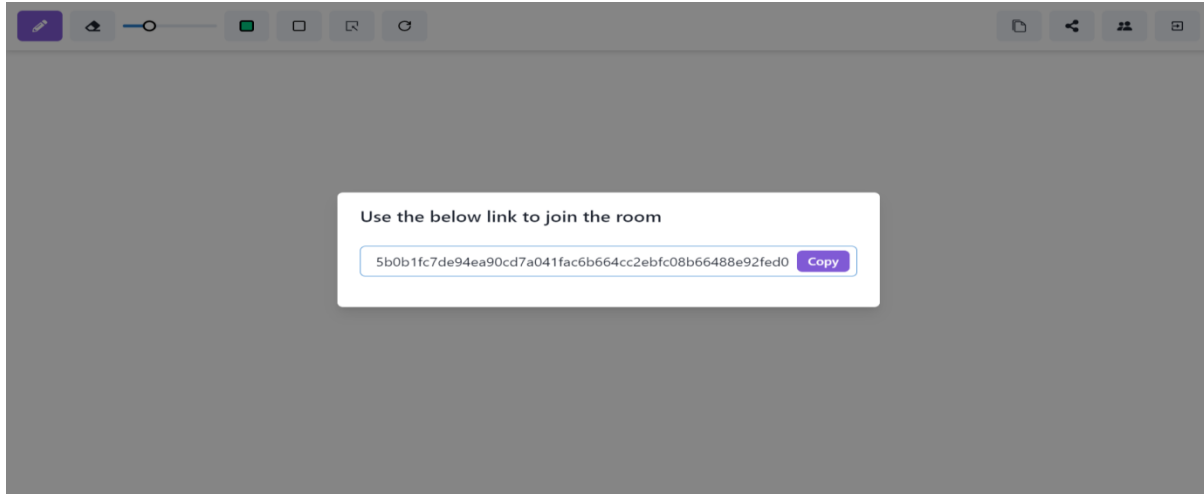 Use the below link to join the room
5b0b1fc7de94ea90cd7a041fac6b664cc2ebfc08b66488e92fed0 Copy